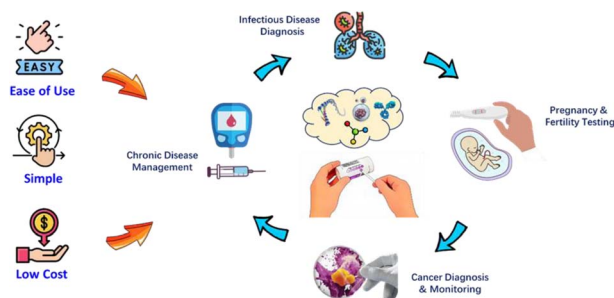 EASY
Ease of Use
Simple
$
Low Cost
Infectious Disease
Diagnosis
Chronic Disease
Management
Pregnancy &
Fertility Testing
Cancer Diagnosis
& Monitoring